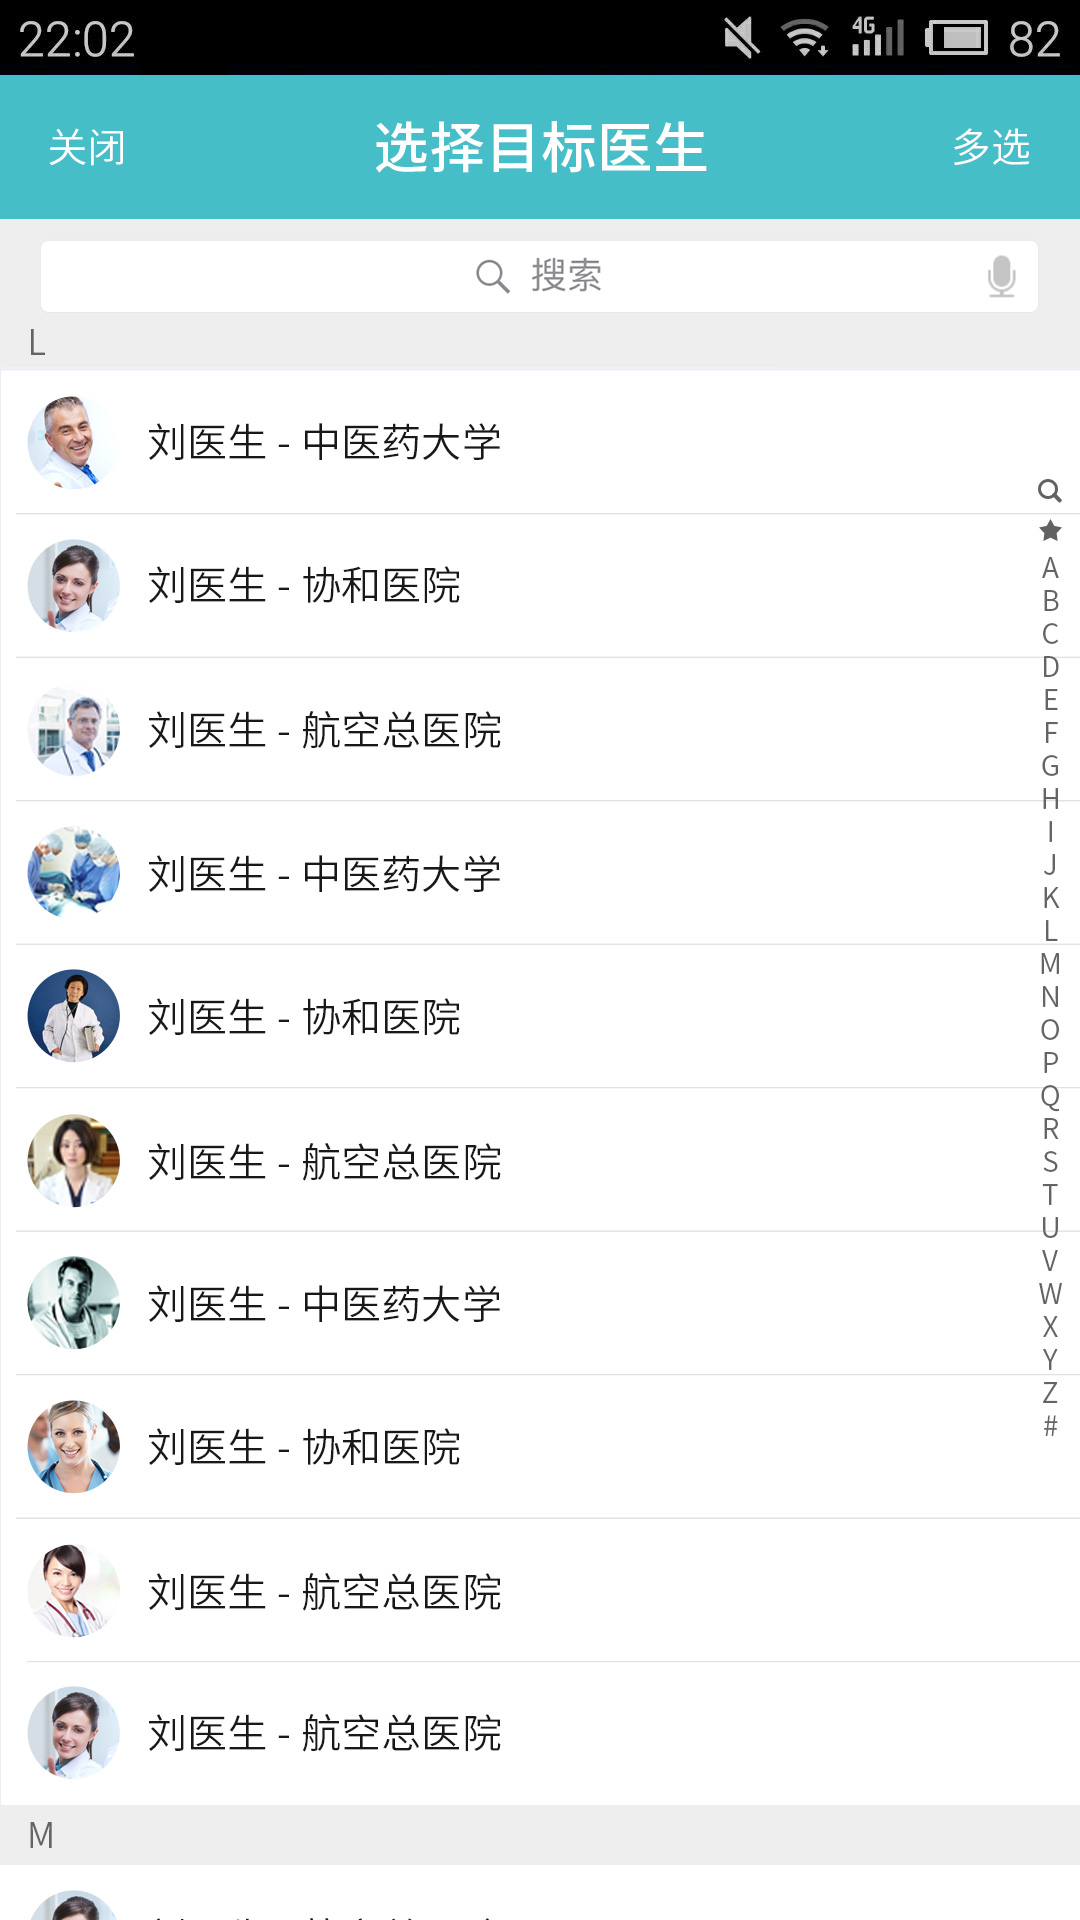 22:02 4G 82
关闭 选择目标医生 多选
搜索
L
刘医生 - 中医药大学
刘医生 - 协和医院
刘医生 - 航空总医院
刘医生 - 中医药大学
刘医生 - 协和医院
刘医生 - 航空总医院
刘医生 - 中医药大学
刘医生 - 协和医院
刘医生 - 航空总医院
刘医生 - 航空总医院
M
A
B
C
D
E
F
G
H
I
J
K
L
M
N
O
P
Q
R
S
T
U
V
W
X
Y
Z
#